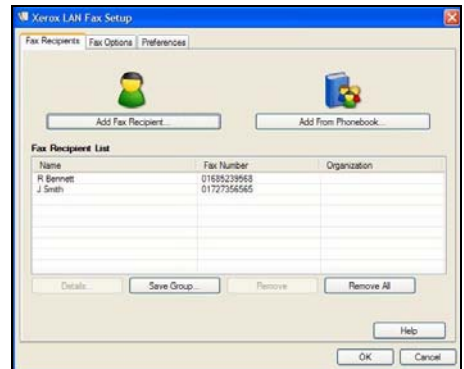 Xerox LAN Fax Setup
Fax Recipients Fax Options Preferences
Add Fax Recipient... Add From Phonebook...
Fax Recipient List
Name Fax Number Organization
R Bennett 01685239568
J Smith 01727356565
Details... Save Group... Remove Remove All
Help
OK Cancel